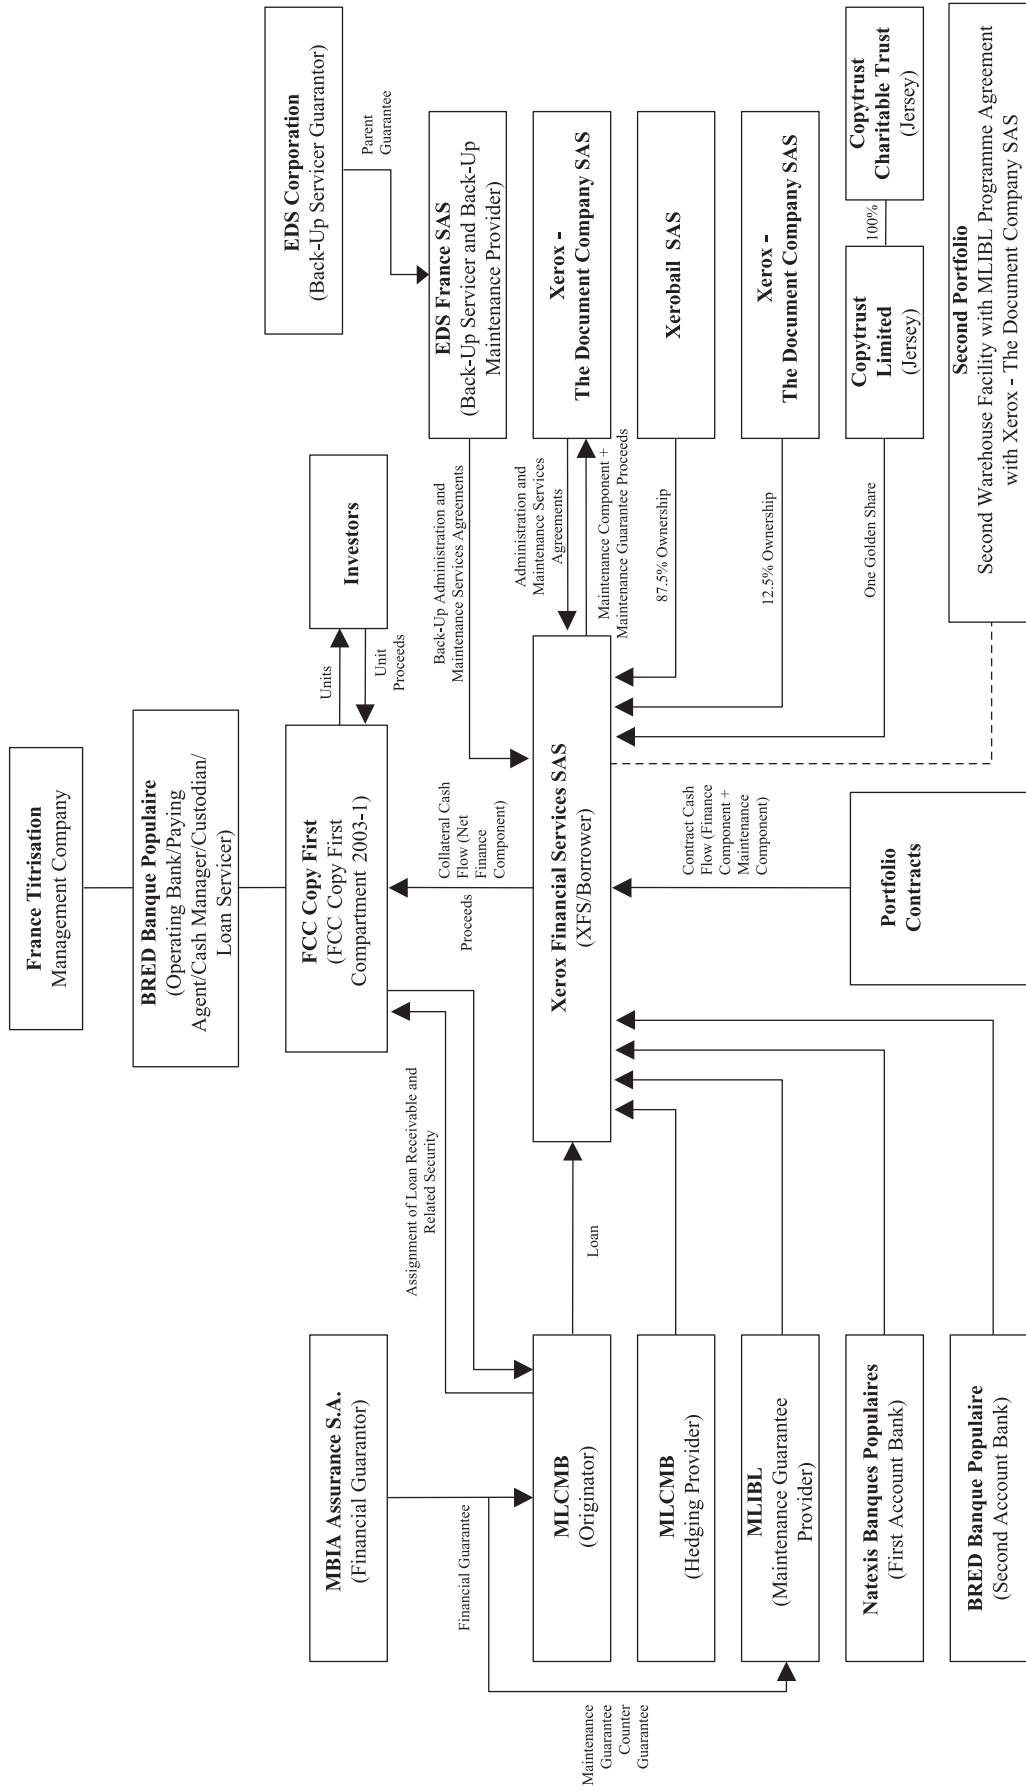 France Titrisation
Management Company
BRED Banque Populaire
(Operating Bank/Paying
Agent/Cash Manager/Custodian/
Loan Servicer)
MBIA Assurance S.A.
(Financial Guarantor)
FCC Copy First
(FCC Copy First
Compartment 2003-1)
Units
Unit
Proceeds
Investors
EDS Corporation
(Back-Up Servicer Guarantor)
Parent
Guarantee
Assignment of Loan Receivable and
Related Security
Financial Guarantee
Proceeds
Collateral Cash
Flow (Net
Finance
Component)
Back-Up Administration and
Maintenance Services Agreements
EDS France SAS
(Back-Up Servicer and Back-Up
Maintenance Provider)
MLCMB
(Originator)
Loan
Xerox Financial Services SAS
(XFS/Borrower)
Administration and
Maintenance Services
Agreements
Maintenance Component +
Maintenance Guarantee Proceeds
Xerox -
The Document Company SAS
Maintenance
Guarantee
Counter
Guarantee
MLCMB
(Hedging Provider)
87.5% Ownership
Xerobail SAS
MLIBL
(Maintenance Guarantee
Provider)
Contract Cash
Flow (Finance
Component +
Maintenance
Component)
12.5% Ownership
Xerox -
The Document Company SAS
Natexis Banques Populaires
(First Account Bank)
Portfolio
Contracts
One Golden Share
Copytrust
Limited
(Jersey)
100%
Copytrust
Charitable Trust
(Jersey)
BRED Banque Populaire
(Second Account Bank)
Second Portfolio
Second Warehouse Facility with MLIBL Programme Agreement
with Xerox - The Document Company SAS